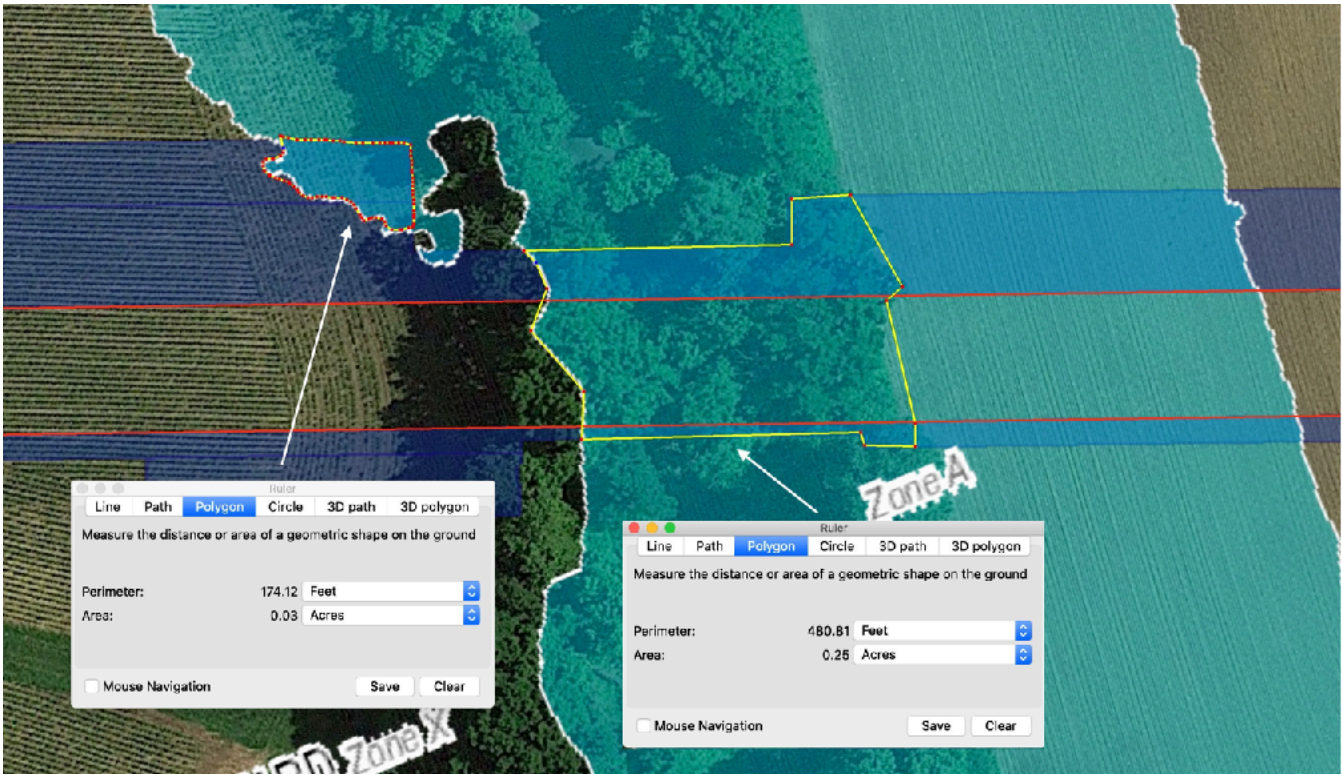 Zone A
Ruler
Line Path Polygon Circle 3D path 3D polygon
Measure the distance or area of a geometric shape on the ground
Perimeter: 174.12 Feet
Area: 0.03 Acres
Mouse Navigation Save Clear
Ruler
Line Path Polygon Circle 3D path 3D polygon
Measure the distance or area of a geometric shape on the ground
Perimeter: 480.81 Feet
Area: 0.25 Acres
Mouse Navigation Save Clear
Zone X